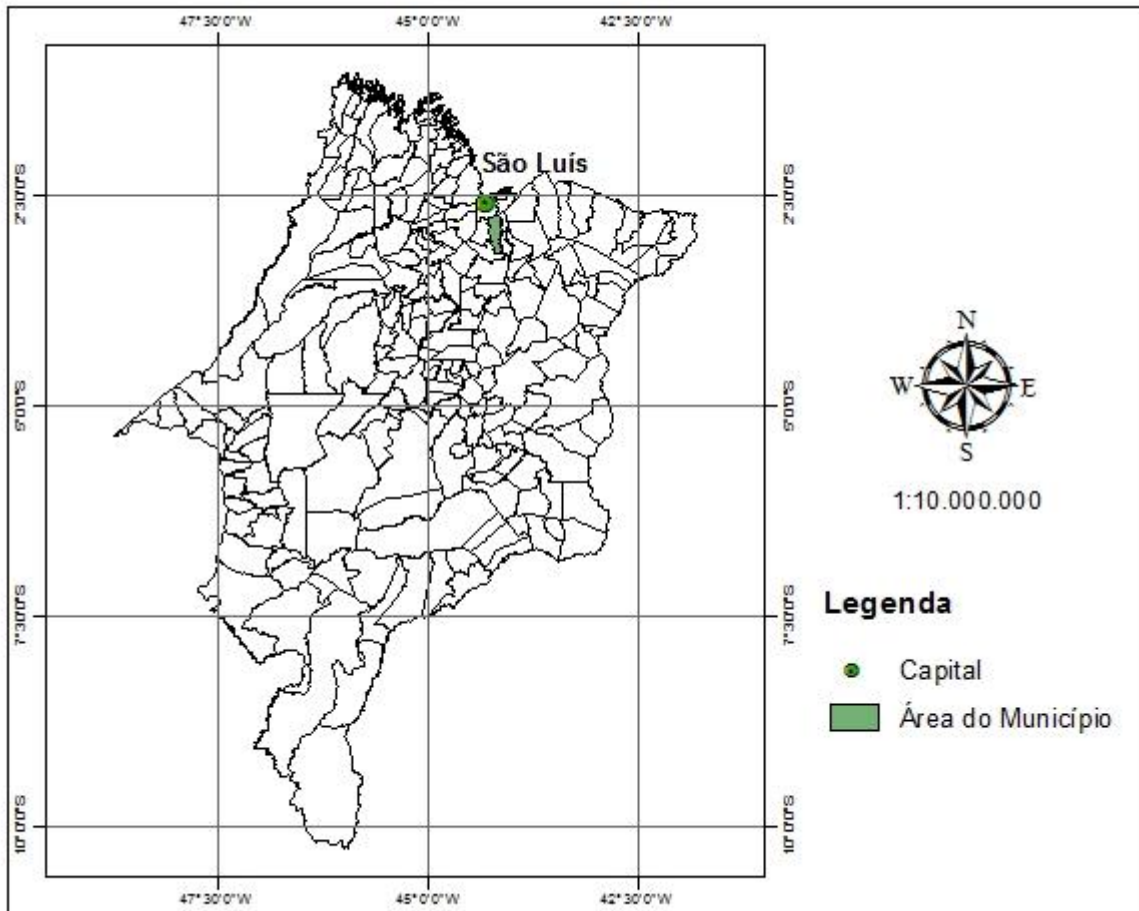 47°30'0"W 45°0'0"W 42°30'0"W
São Luís
2°30'0"S 2°30'0"S
N
W E
S
5°0'0"S 5°0'0"S
1:10.000.000
Legenda
7°30'0"S 7°30'0"S
Capital
Área do Município
10°0'0"S 10°0'0"S
47°30'0"W 45°0'0"W 42°30'0"W